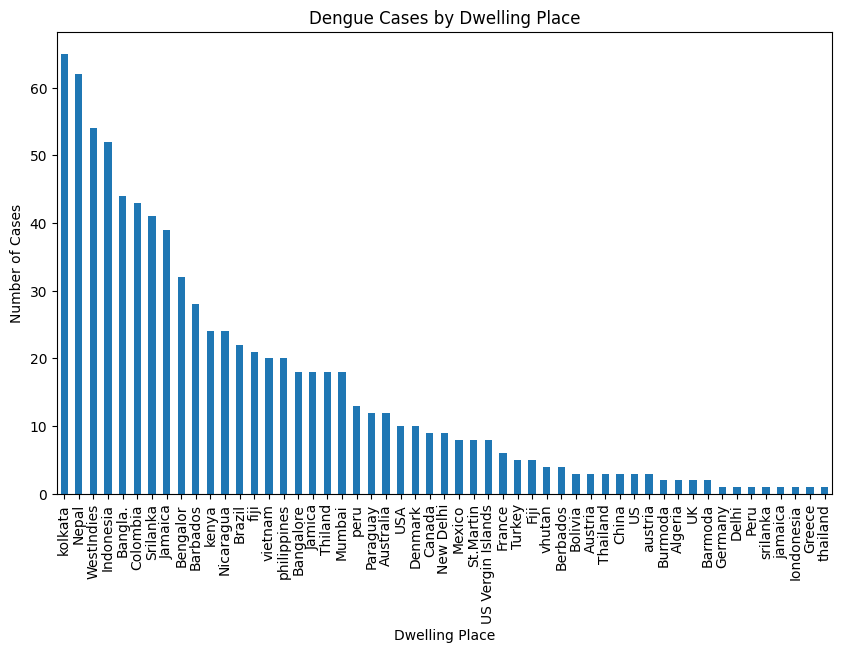 Dengue Cases by Dwelling Place
Number of Cases
60
50
40
30
20
10
0
kolkata
Nepal
WestIndies
Indonesia
Bangla.
Colombia
Srilanka
Jamaica
Bengalor
Barbados
kenya
Nicaragua
Brazil
fiji
vietnam
philippines
Bangalore
Jamica
Thiland
Mumbai
peru
Paraguay
Australia
USA
Denmark
Canada
New Delhi
Mexico
St.Martin
US Vergin Islands
France
Turkey
Fiji
vhutan
Berbados
Bolivia
Austria
Thailand
China
US
austria
Burmoda
Algeria
UK
Barmoda
Germany
Delhi
Peru
srilanka
jamaica
Iondonesia
Greece
thailand
Dwelling Place